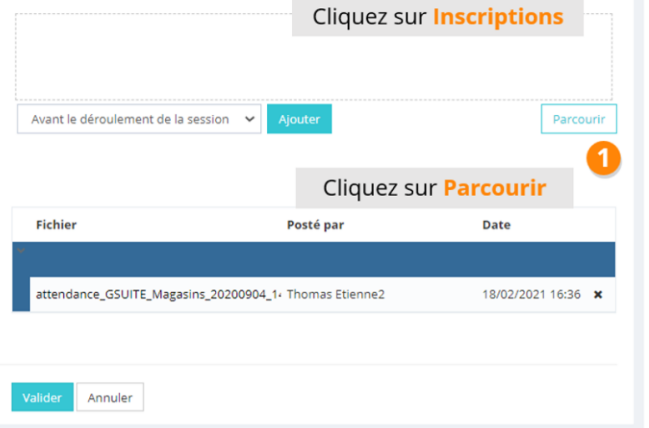 Cliquez sur Inscriptions
Avant le déroulement de la session Ajouter Parcourir
1
Cliquez sur Parcourir
Fichier Posté par Date
attendance_GSUITE_Magasins_20200904_1 Thomas Etienne2 18/02/2021 16:36 ×
Valider Annuler